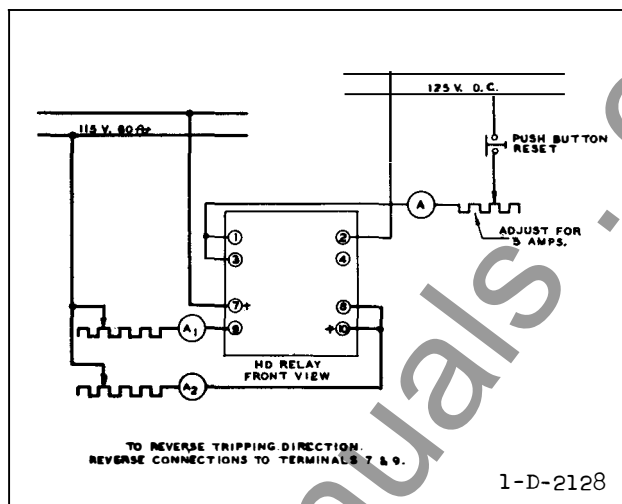 125 V. D.C.
115 V. 60~
PUSH BUTTON
RESET
A
ADJUST FOR
5 AMPS.
1
2
3
4
7+
8
9
+10
A1
A2
HD RELAY
FRONT VIEW
TO REVERSE TRIPPING DIRECTION.
REVERSE CONNECTIONS TO TERMINALS 7 & 9.
1-D-2128
nuals.